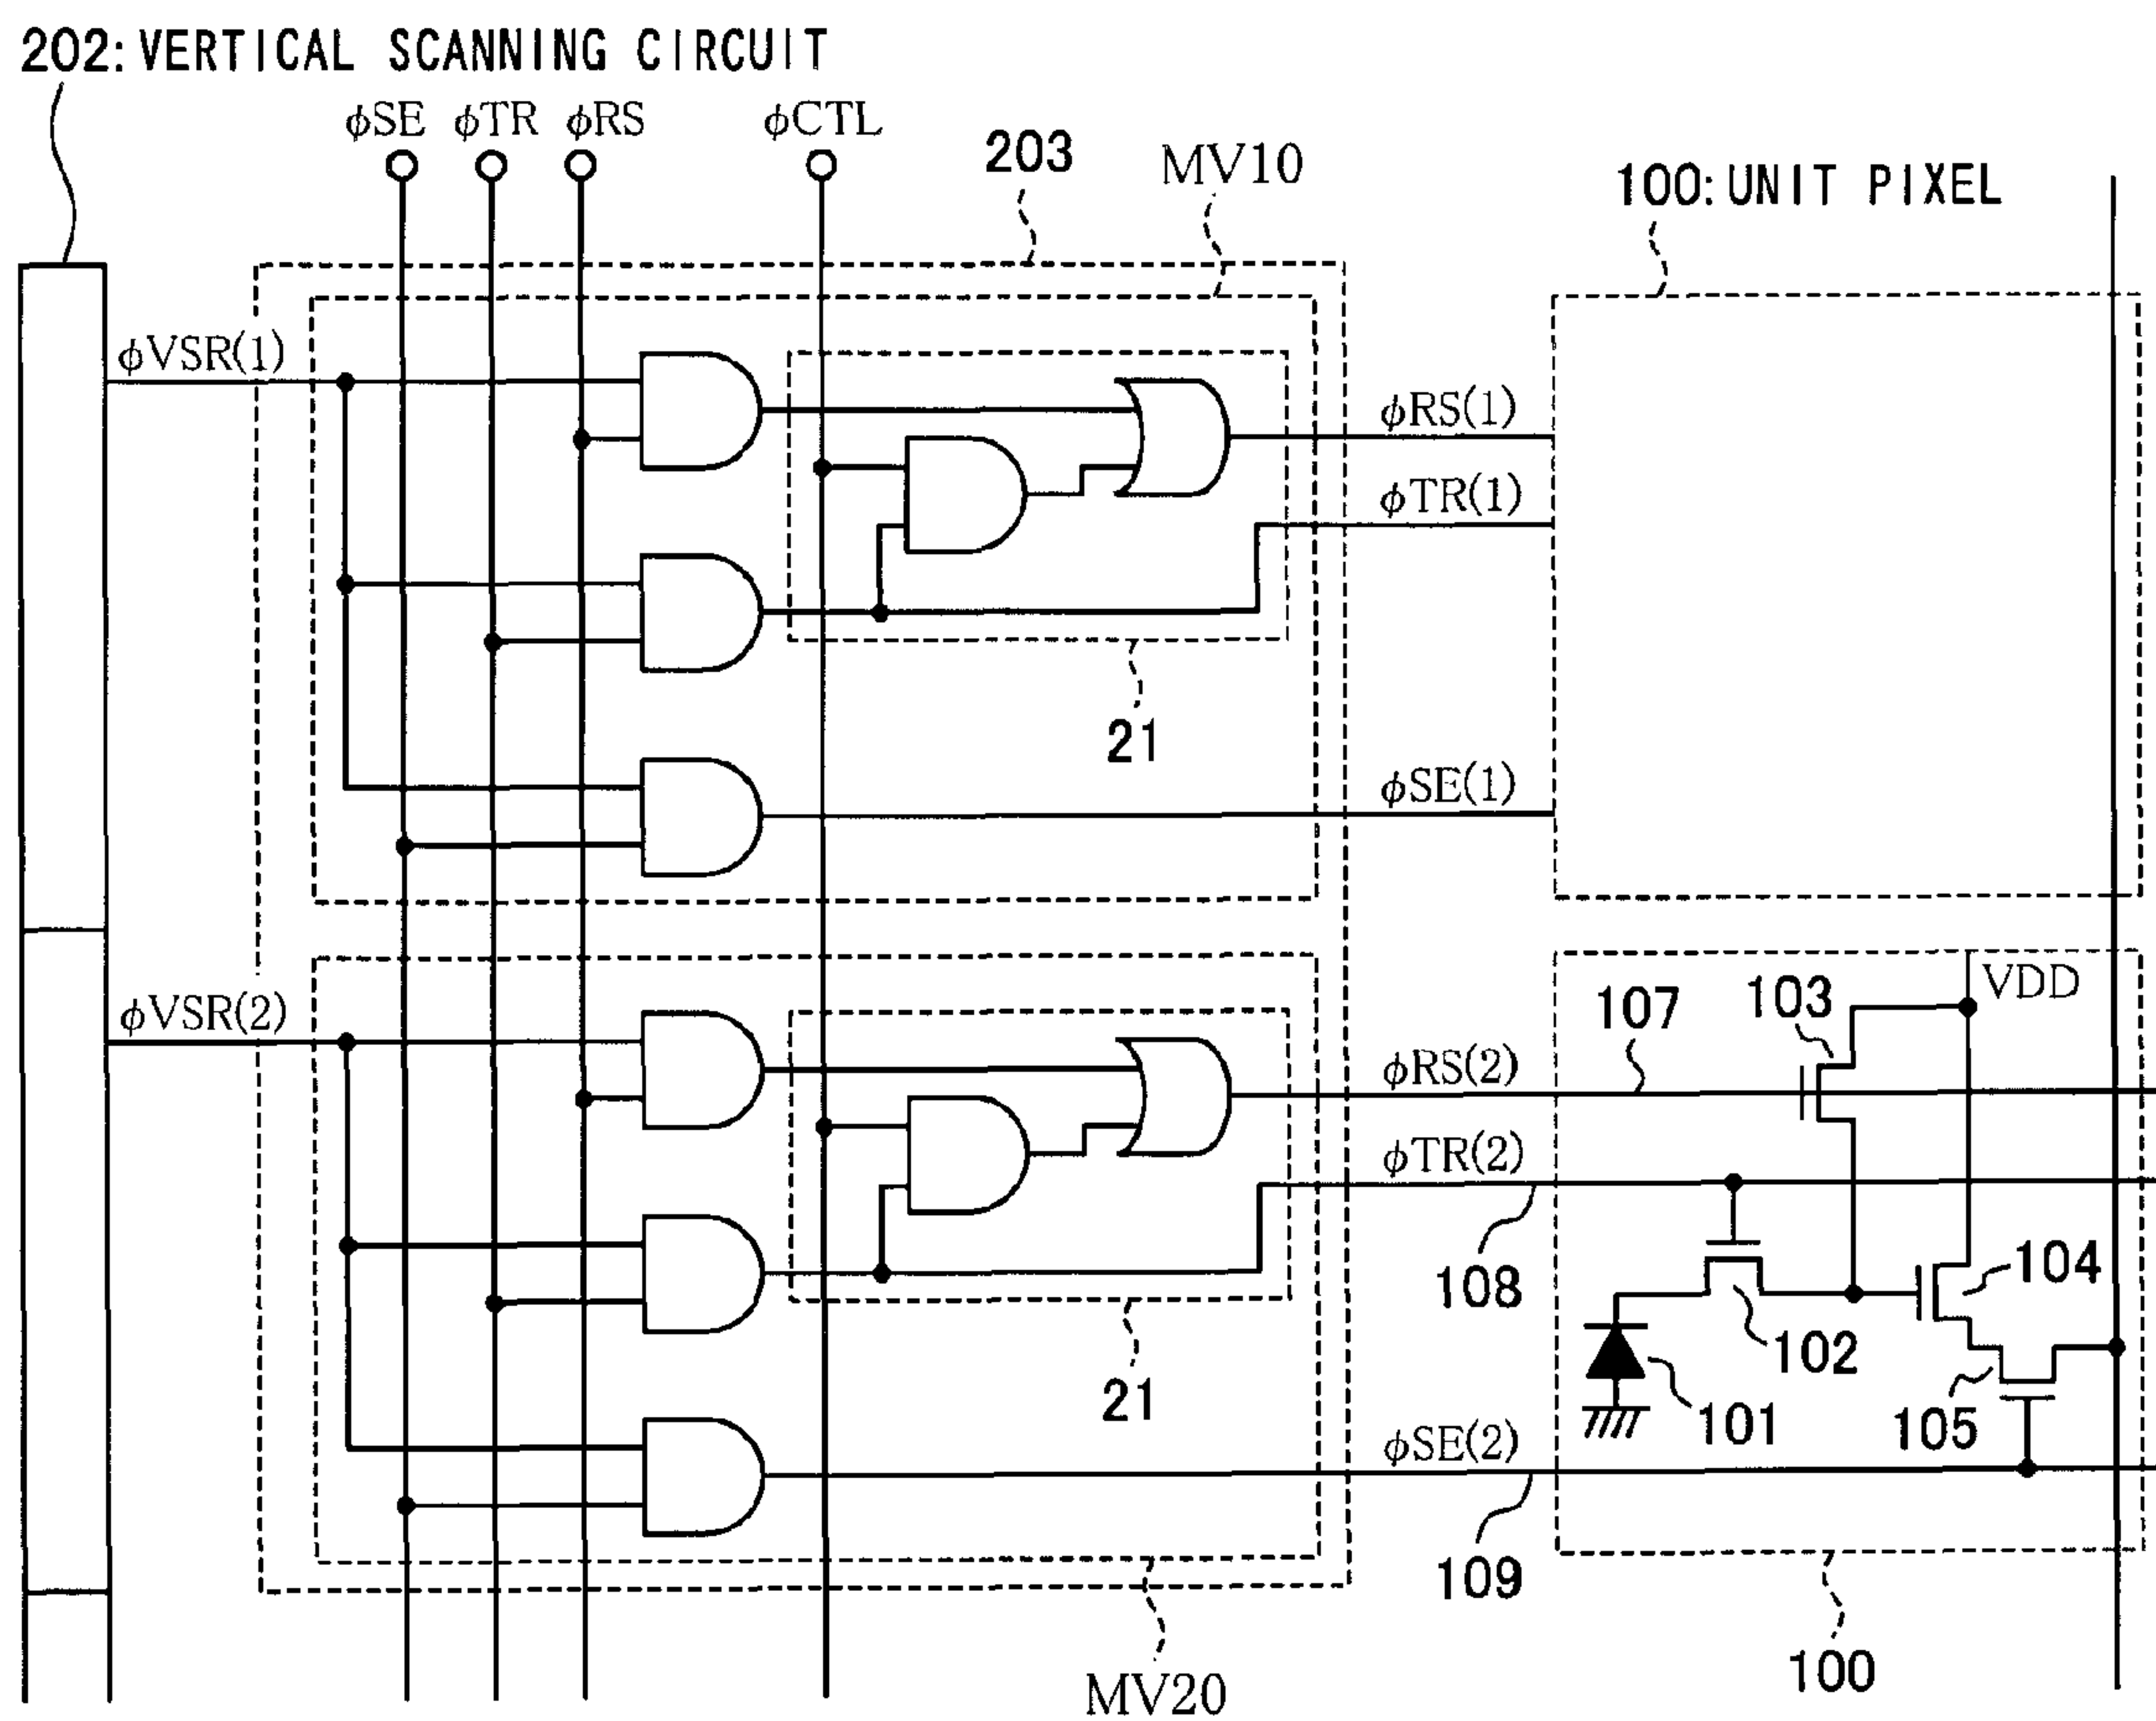 202: VERTICAL SCANNING CIRCUIT
ϕSE ϕTR ϕRS ϕCTL
203
MV10
100: UNIT PIXEL
ϕVSR(1)
ϕRS(1)
ϕTR(1)
21
ϕSE(1)
ϕVSR(2)
107
103
VDD
ϕRS(2)
ϕTR(2)
108
104
102
101
105
21
ϕSE(2)
109
100
MV20